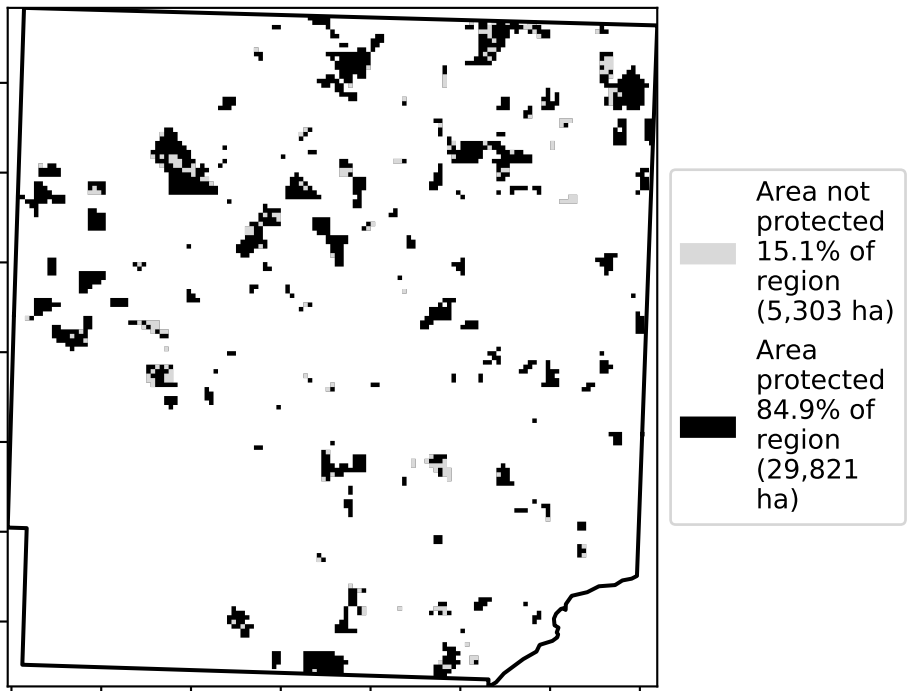 Area not
protected
15.1% of
region
(5,303 ha)
Area
protected
84.9% of
region
(29,821
ha)